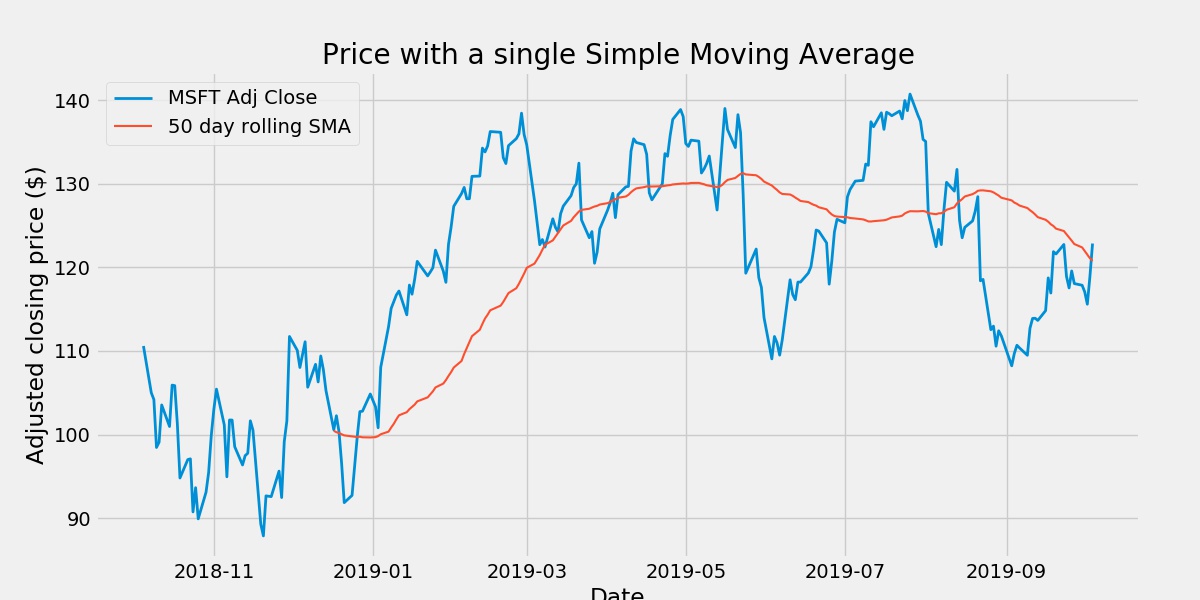 Price with a single Simple Moving Average
MSFT Adj Close
50 day rolling SMA
Adjusted closing price ($)
140
130
120
110
100
90
2018-11 2019-01 2019-03 2019-05 2019-07 2019-09
Date